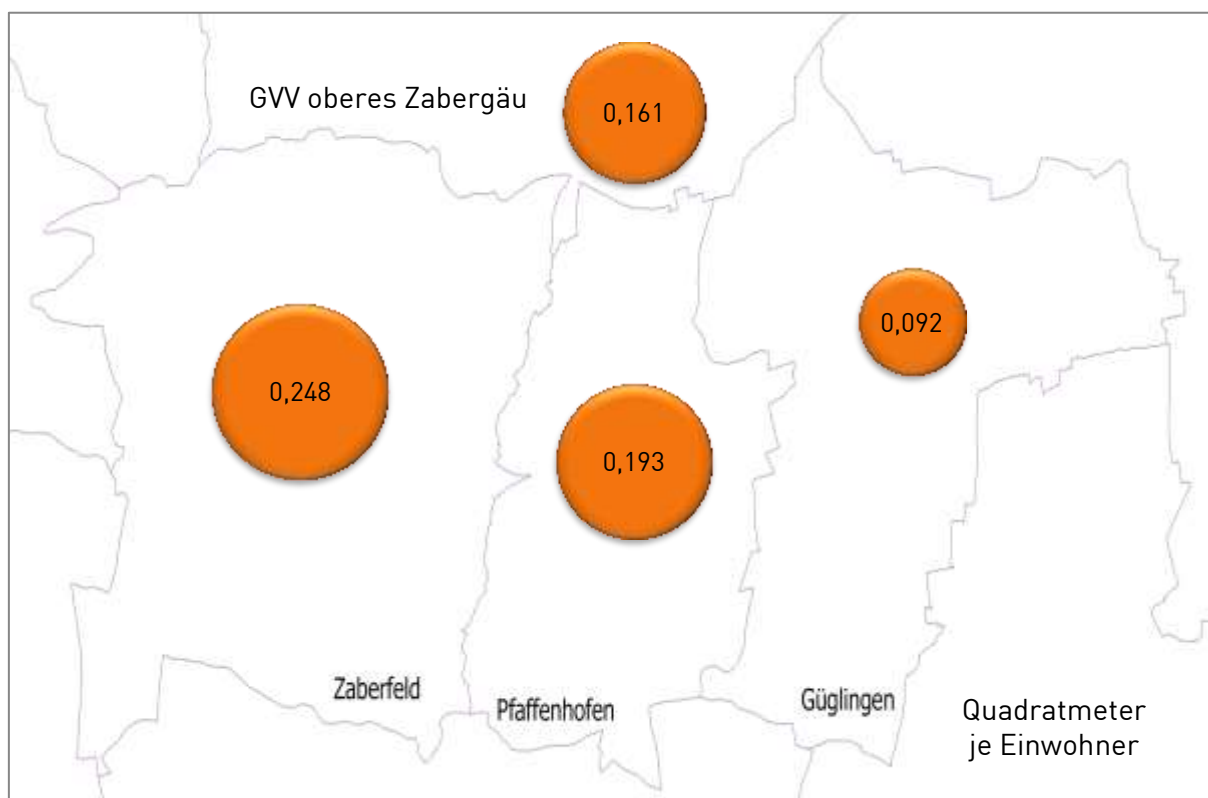 GVV oberes Zabergäu
0,161
0,092
0,248
0,193
Zaberfeld
Pfaffenhofen
Güglingen
Quadratmeter
je Einwohner